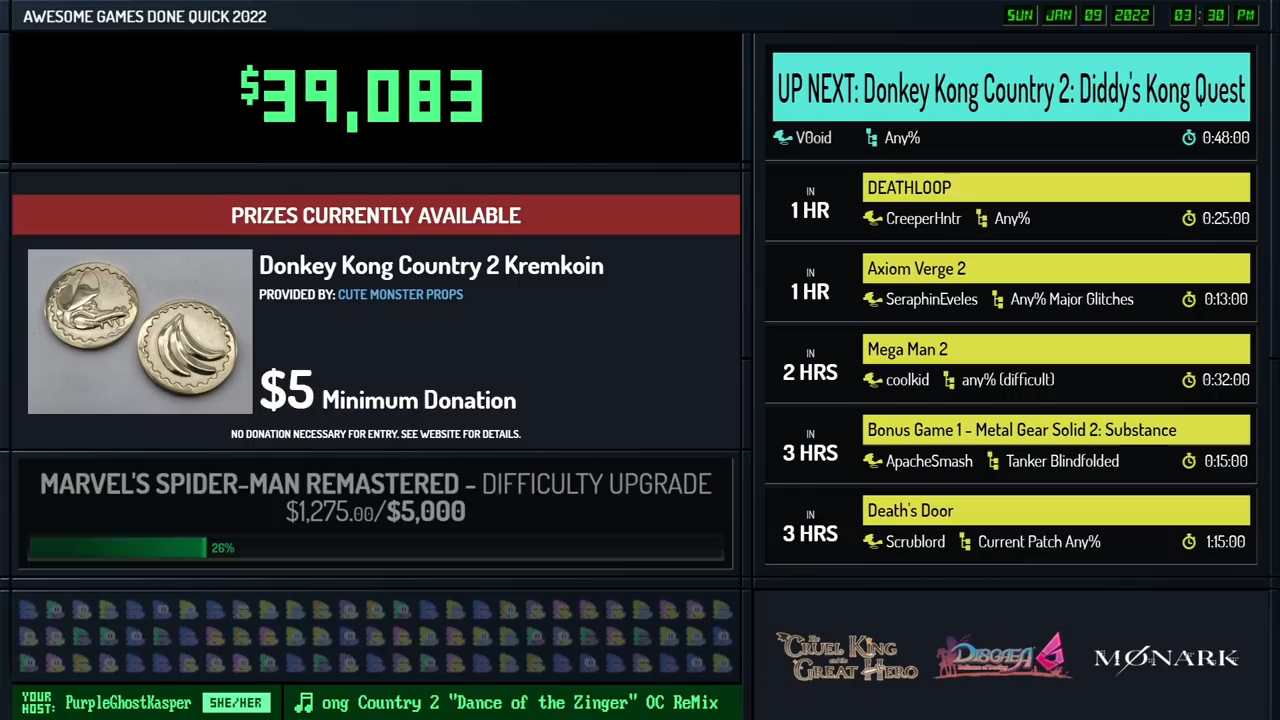 AWESOME GAMES DONE QUICK 2022
SUN JAN 09 2022 03:30 PM
$39,083
PRIZES CURRENTLY AVAILABLE
Donkey Kong Country 2 Kremkoin
PROVIDED BY: CUTE MONSTER PROPS
$5 Minimum Donation
NO DONATION NECESSARY FOR ENTRY. SEE WEBSITE FOR DETAILS.
MARVEL'S SPIDER-MAN REMASTERED - DIFFICULTY UPGRADE
$1,275.00/$5,000
26%
YOUR HOST: PurpleGhostKasper SHE/HER
ong Country 2 "Dance of the Zinger" OC ReMix
UP NEXT: Donkey Kong Country 2: Diddy's Kong Quest
V0oid Any% 0:48:00
IN 1 HR
DEATHLOOP
CreeperHntr Any% 0:25:00
IN 1 HR
Axiom Verge 2
SeraphinEveles Any% Major Glitches 0:13:00
IN 2 HRS
Mega Man 2
coolkid any% (difficult) 0:32:00
IN 3 HRS
Bonus Game 1 - Metal Gear Solid 2: Substance
ApacheSmash Tanker Blindfolded 0:15:00
IN 3 HRS
Death's Door
Scrublord Current Patch Any% 1:15:00
The Cruel King and the Great Hero
DISGAEA 6
MONARK